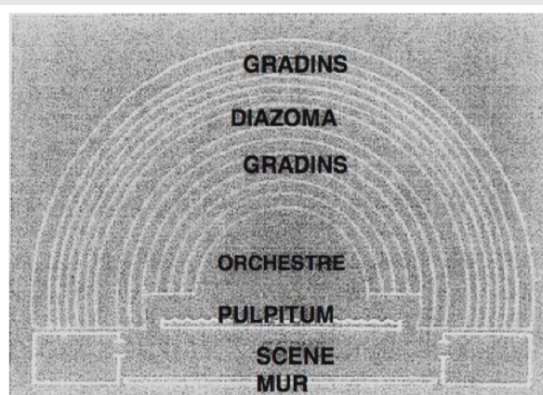 GRADINS
DIAZOMA
GRADINS
ORCHESTRE
PULPITUM
SCENE
MUR